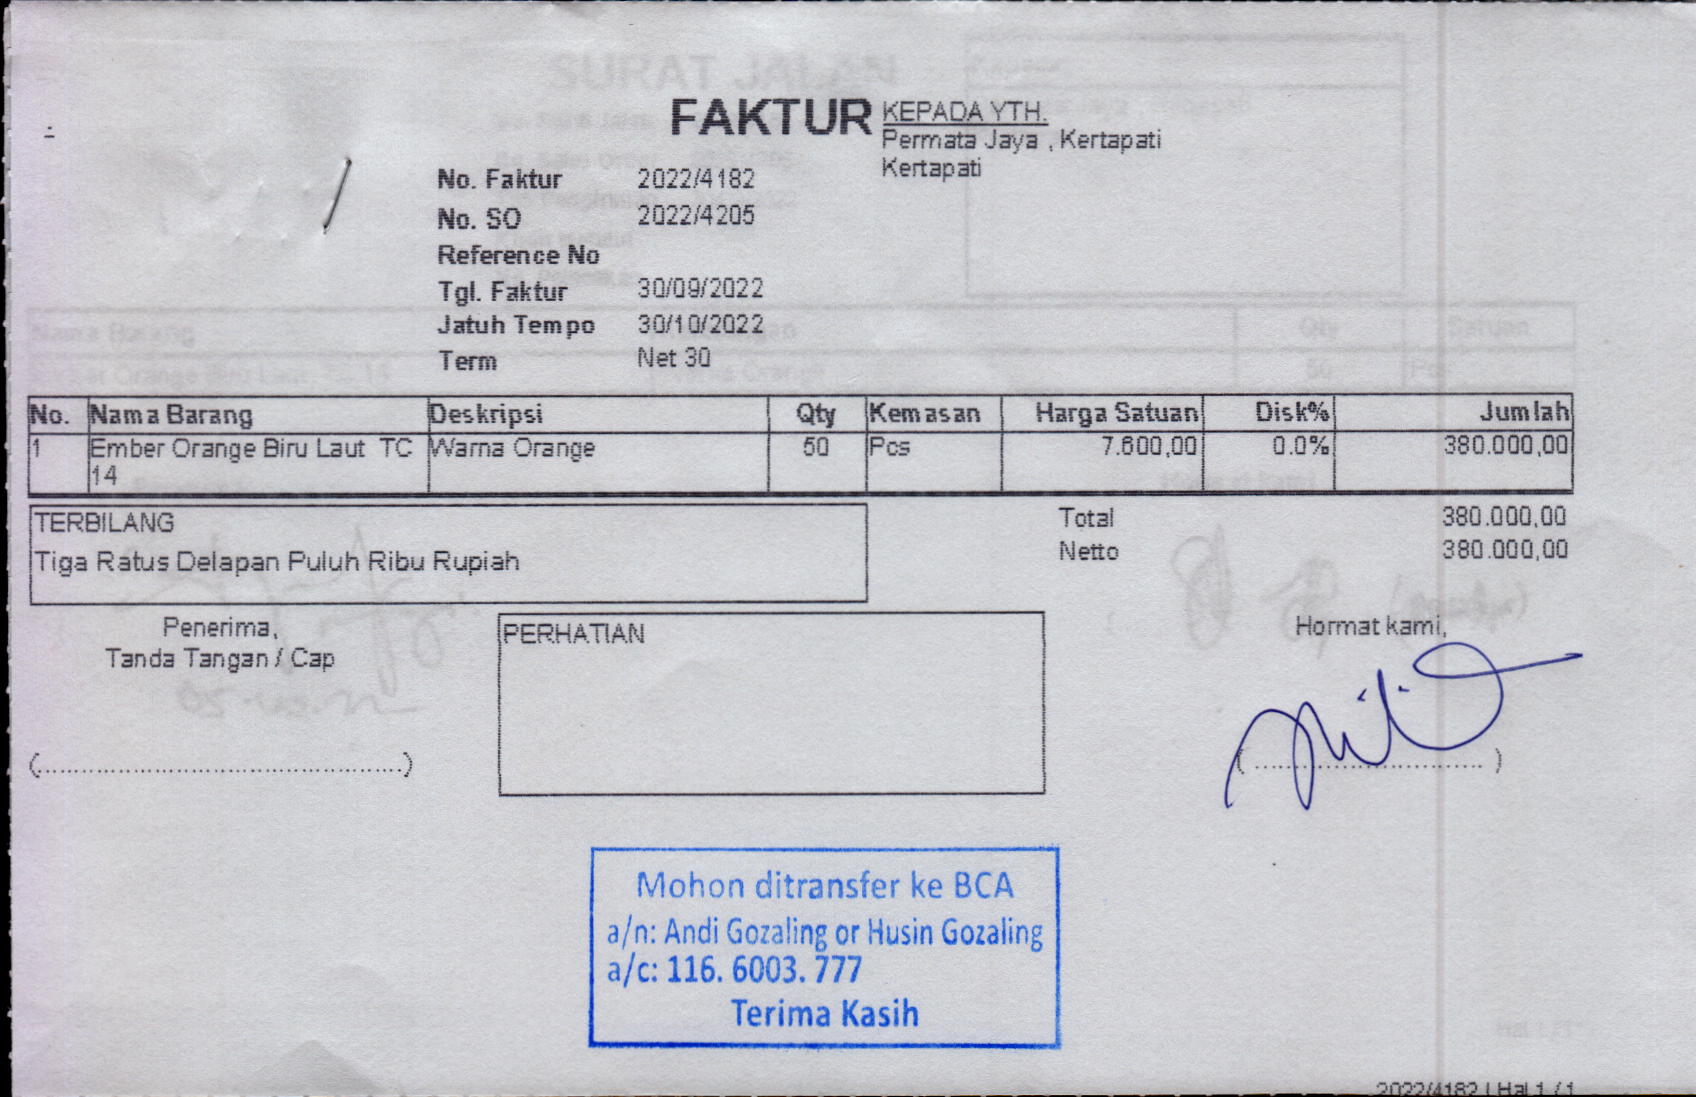 FAKTUR
KEPADA YTH.
Permata Jaya , Kertapati
Kertapati
No. Faktur 2022/4182
No. SO 2022/4205
Reference No
Tgl. Faktur 30/09/2022
Jatuh Tempo 30/10/2022
Term Net 30
No. Nama Barang Deskripsi Qty Kemasan Harga Satuan Disk% Jumlah
1 Ember Orange Biru Laut TC Warna Orange 50 Pcs 7.600,00 0.0% 380.000,00
14
TERBILANG
Tiga Ratus Delapan Puluh Ribu Rupiah
Total 380.000,00
Netto 380.000,00
Penerima,
Tanda Tangan / Cap
(................................................)
PERHATIAN
Hormat kami,
(..............................)
Mohon ditransfer ke BCA
a/n: Andi Gozaling or Husin Gozaling
a/c: 116. 6003. 777
Terima Kasih
2022/4182 | Hal 1 / 1